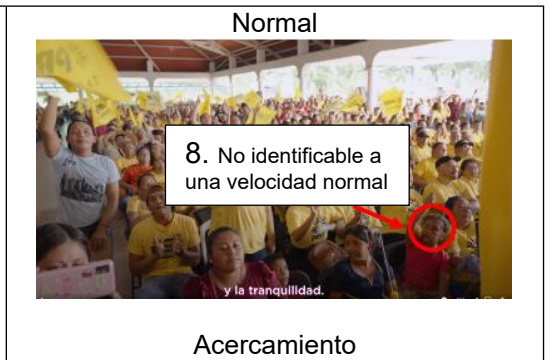 Normal
8. No identificable a
una velocidad normal
y la tranquilidad.
Acercamiento